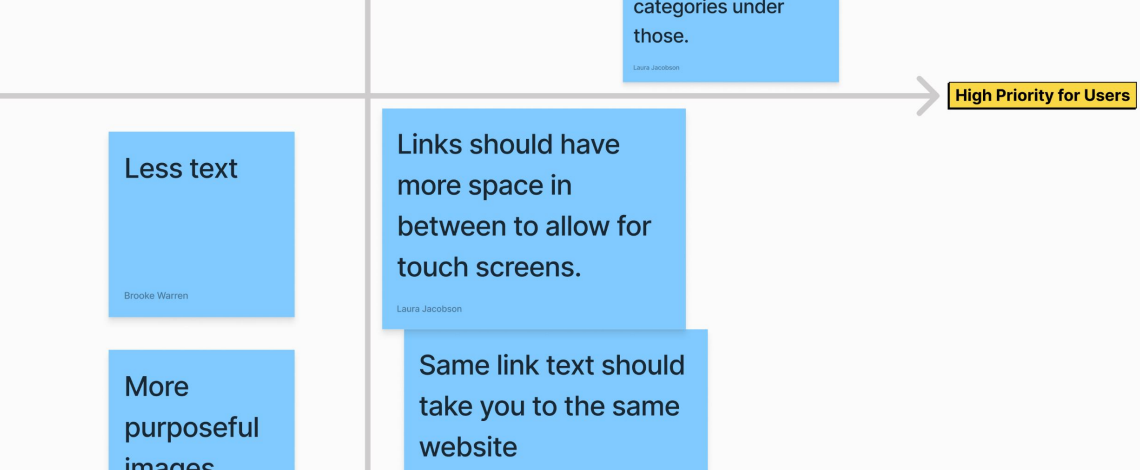 categories under
those.
Laura Jacobson
High Priority for Users
Less text
Brooke Warren
Links should have
more space in
between to allow for
touch screens.
Laura Jacobson
More
purposeful
images
Same link text should
take you to the same
website